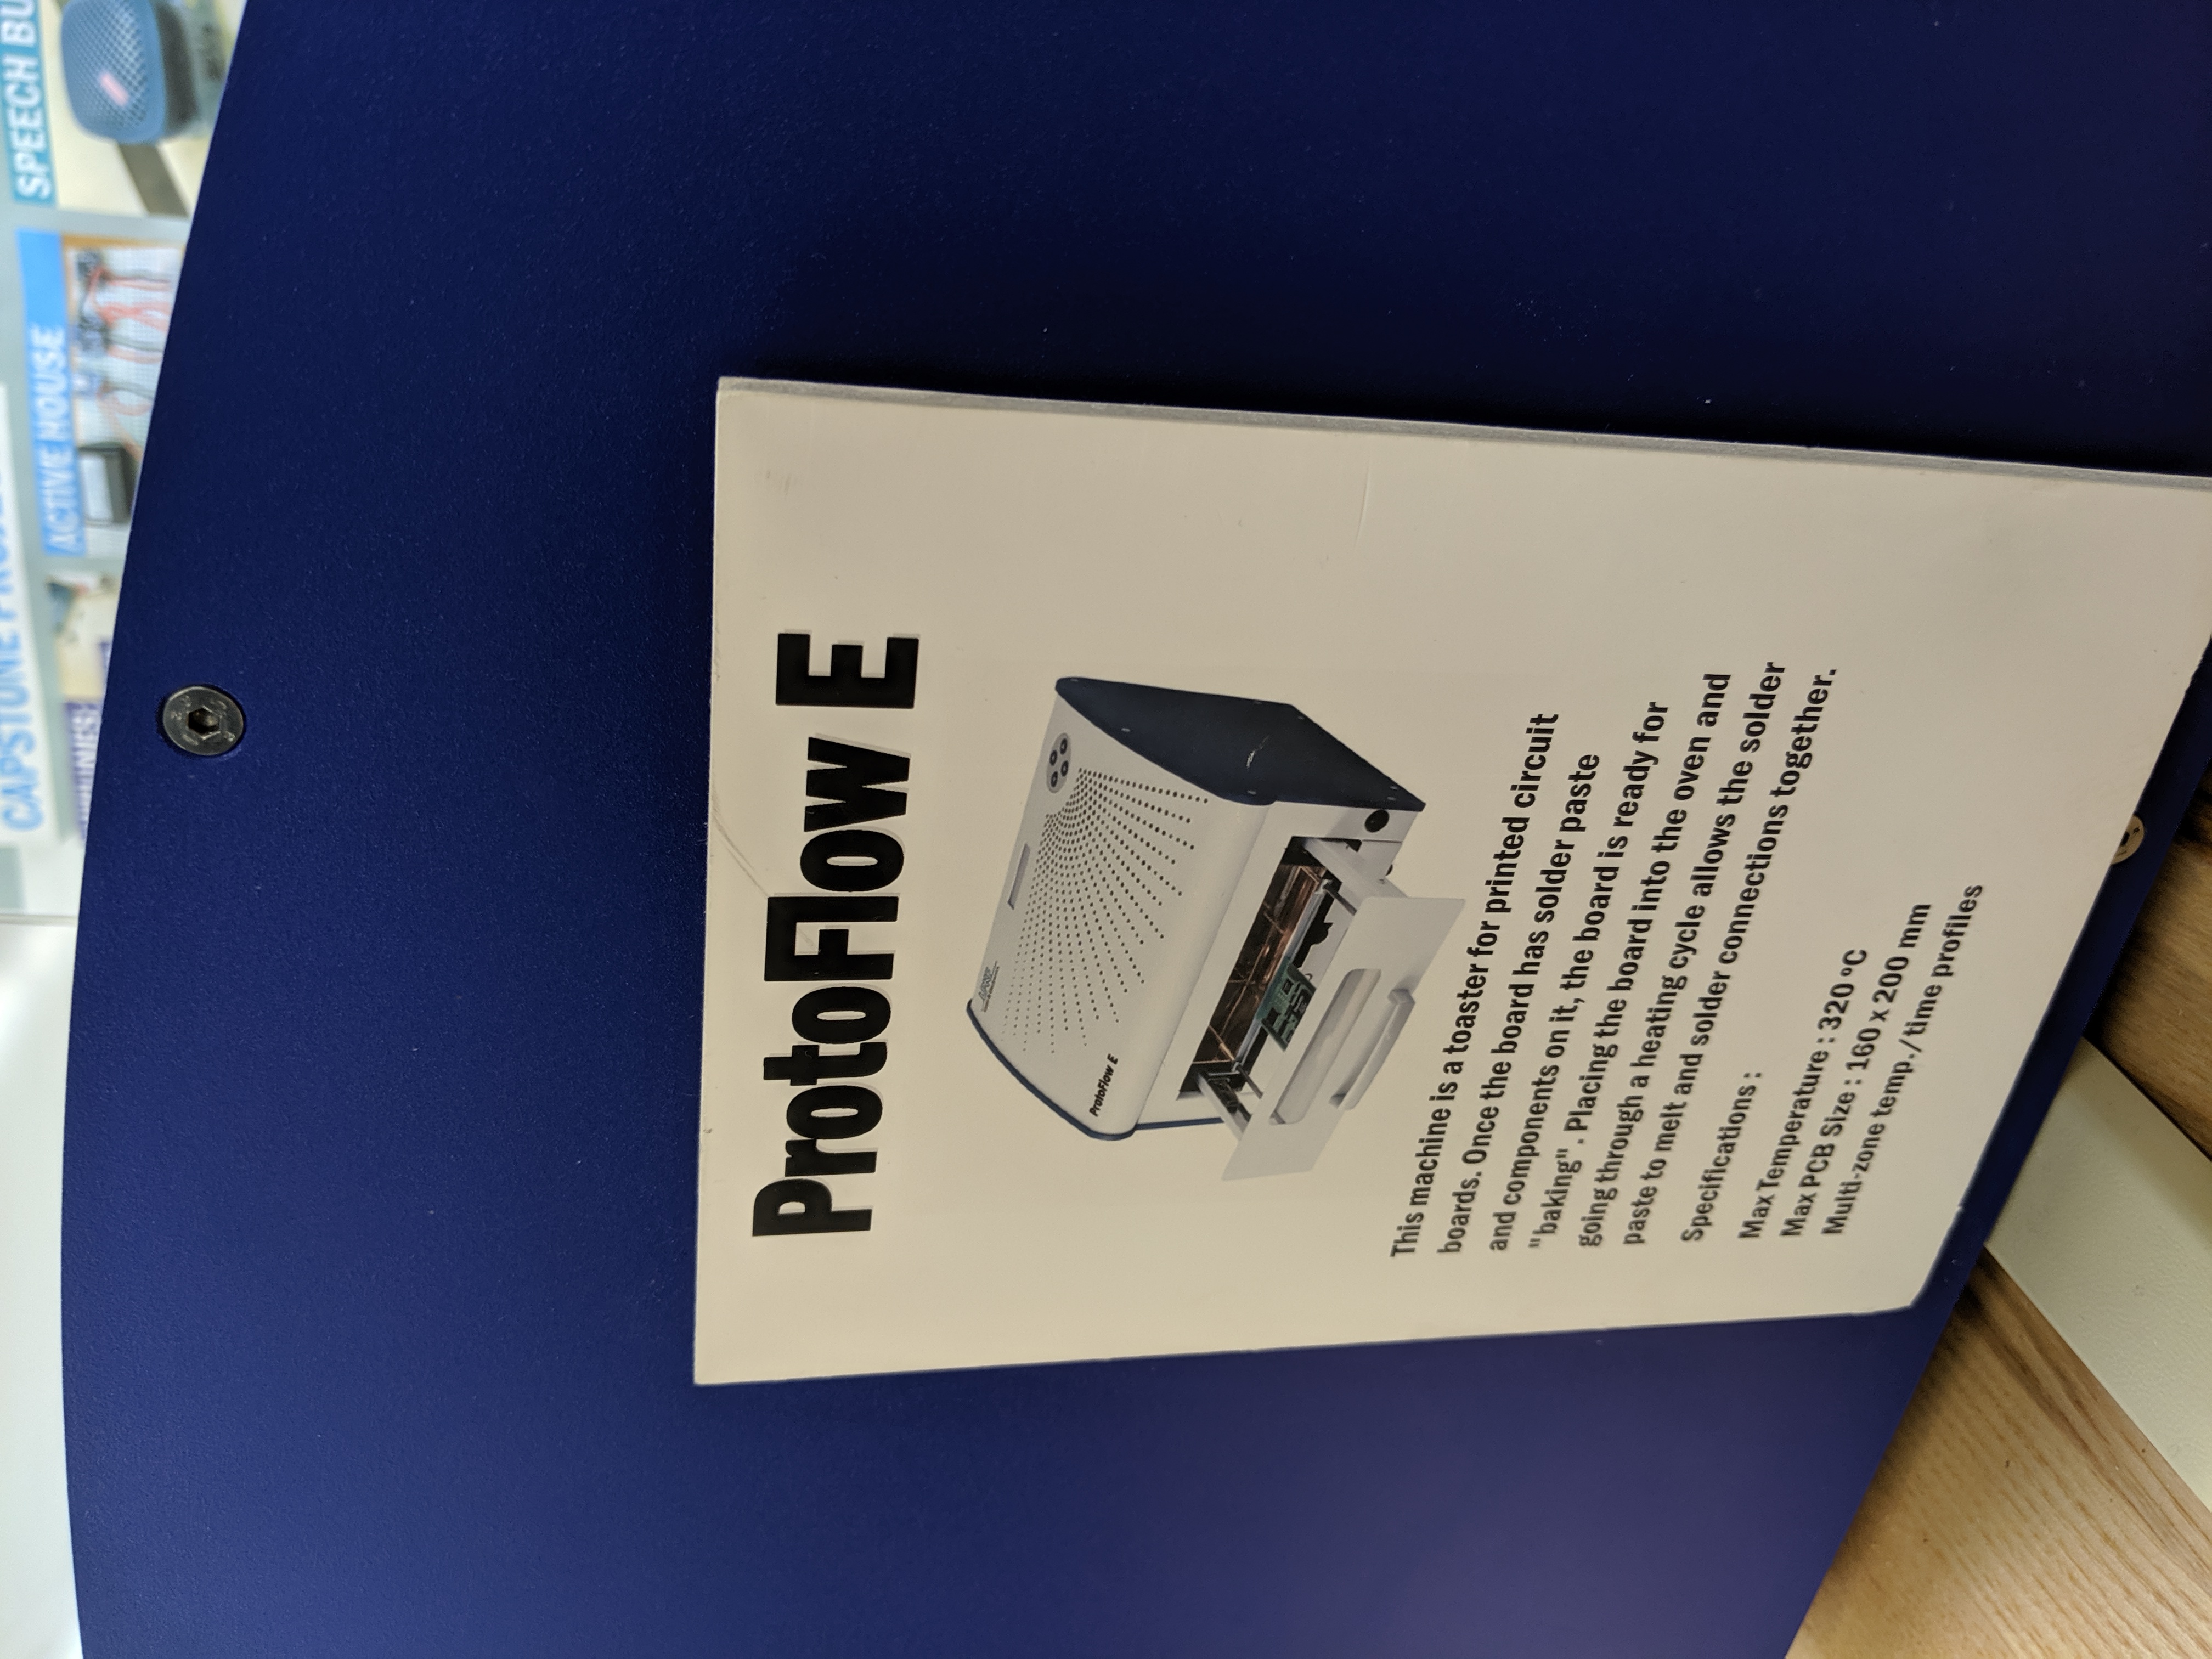 CAPSTONE
ACTIVE HOUSE
SPEECH
ProtoFlow E
ProtoFlow E
This machine is a toaster for printed circuit
boards. Once the board has solder paste
and components on it, the board is ready for
"baking". Placing the board into the oven and
going through a heating cycle allows the solder
paste to melt and solder connections together.
Specifications :
Max Temperature : 320 ºC
Max PCB Size : 160 x 200 mm
Multi-zone temp./time profiles